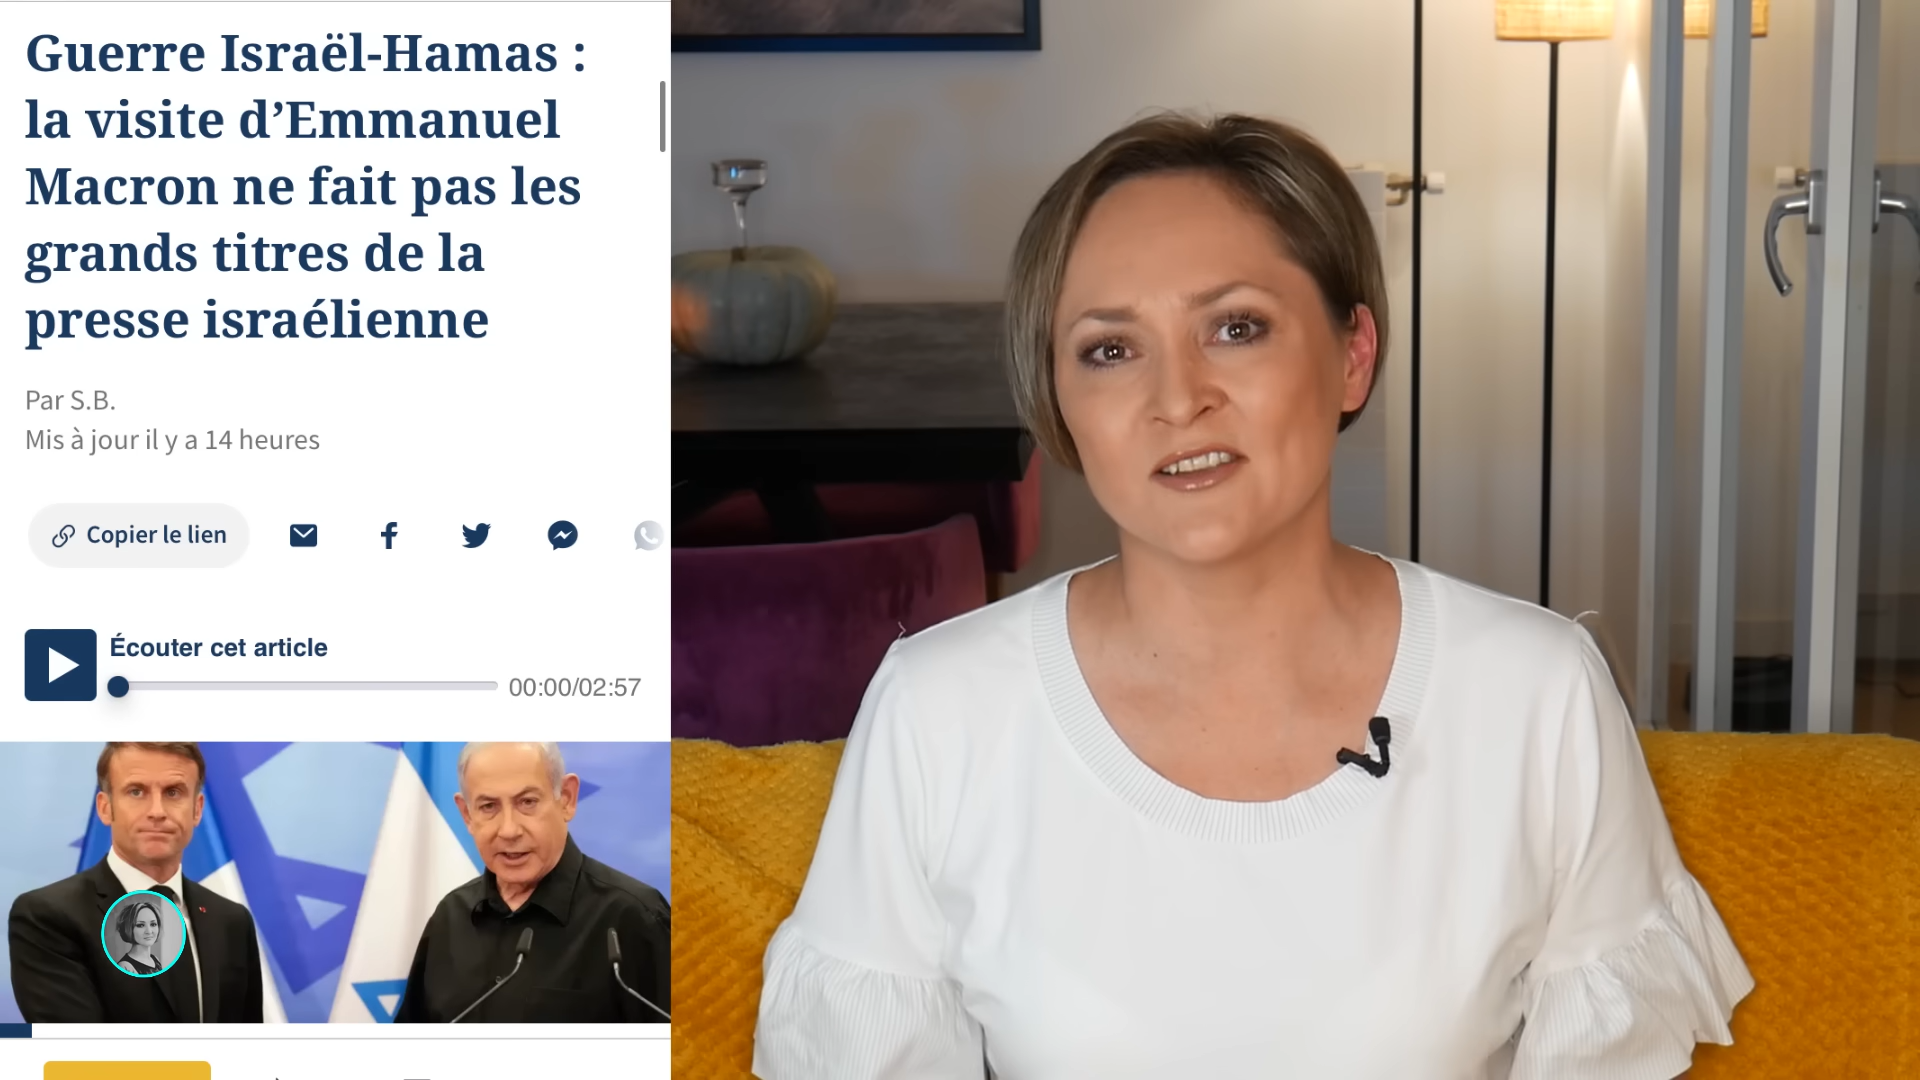 Guerre Israël-Hamas :
la visite d’Emmanuel
Macron ne fait pas les
grands titres de la
presse israélienne
Par S.B.
Mis à jour il y a 14 heures
Copier le lien
Écouter cet article
00:00/02:57